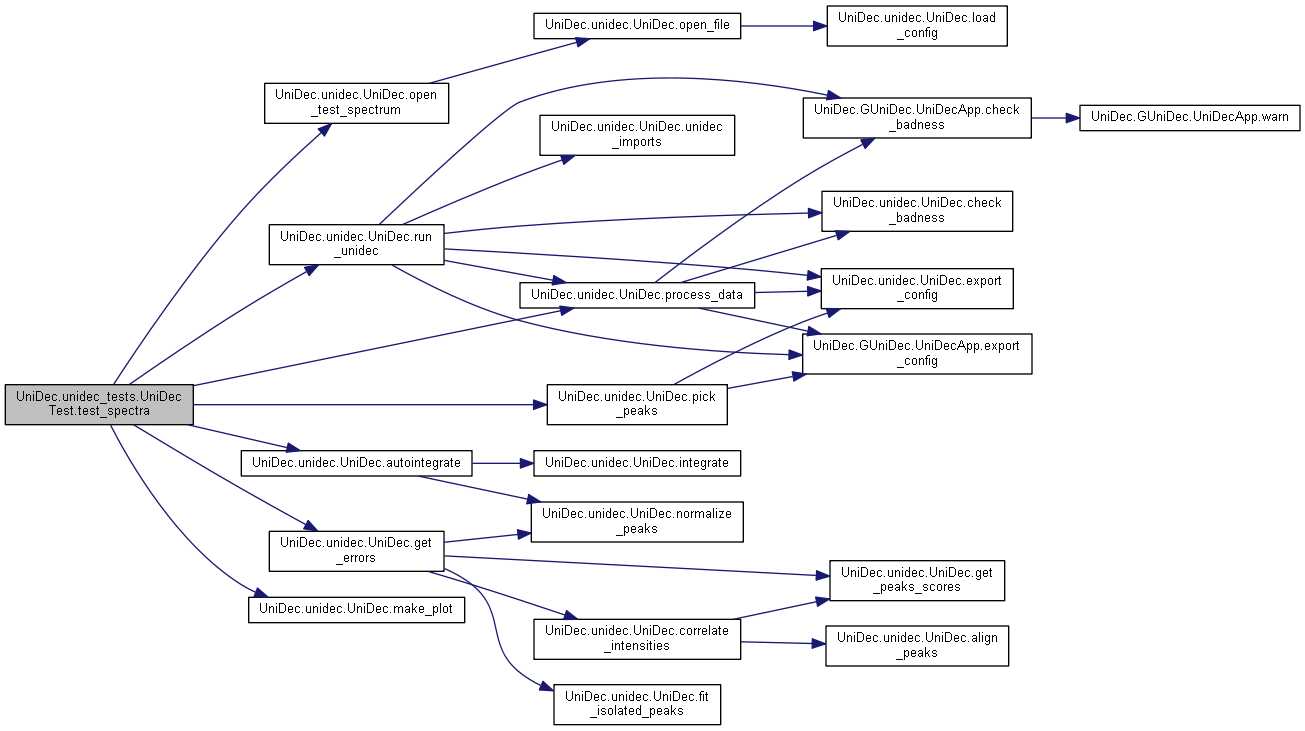 UniDec.unidec.UniDec.open_file
UniDec.unidec.UniDec.load
_config
UniDec.unidec.UniDec.open
_test_spectrum
UniDec.GUniDec.UniDecApp.check
_badness
UniDec.GUniDec.UniDecApp.warn
UniDec.unidec.UniDec.unidec
_imports
UniDec.unidec.UniDec.check
_badness
UniDec.unidec.UniDec.run
_unidec
UniDec.unidec.UniDec.export
_config
UniDec.unidec.UniDec.process_data
UniDec.GUniDec.UniDecApp.export
_config
UniDec.unidec_tests.UniDec
Test.test_spectra
UniDec.unidec.UniDec.pick
_peaks
UniDec.unidec.UniDec.autointegrate
UniDec.unidec.UniDec.integrate
UniDec.unidec.UniDec.normalize
_peaks
UniDec.unidec.UniDec.get
_errors
UniDec.unidec.UniDec.get
_peaks_scores
UniDec.unidec.UniDec.make_plot
UniDec.unidec.UniDec.correlate
_intensities
UniDec.unidec.UniDec.align
_peaks
UniDec.unidec.UniDec.fit
_isolated_peaks